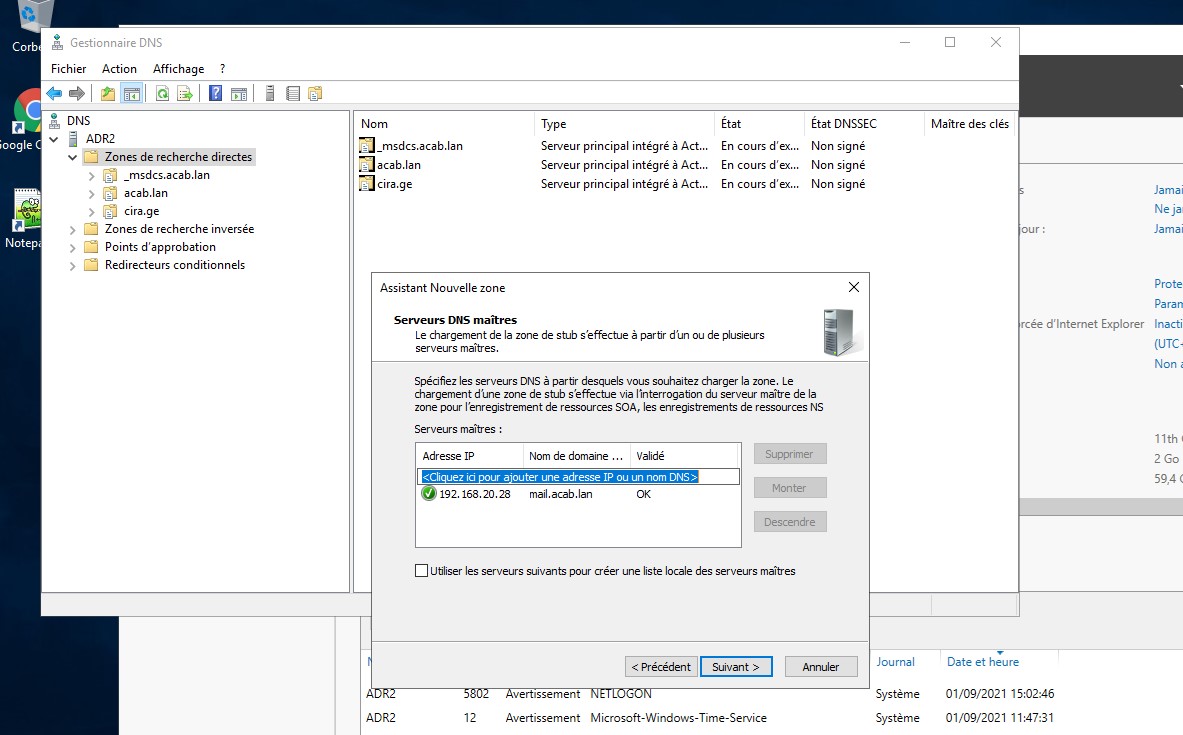 Corbe
Google C
Notepa
Gestionnaire DNS
Fichier Action Affichage ?
DNS
ADR2
Zones de recherche directes
_msdcs.acab.lan
acab.lan
cira.ge
Zones de recherche inversée
Points d'approbation
Redirecteurs conditionnels
Nom Type État État DNSSEC Maître des clés
_msdcs.acab.lan Serveur principal intégré à Act... En cours d'ex... Non signé
acab.lan Serveur principal intégré à Act... En cours d'ex... Non signé
cira.ge Serveur principal intégré à Act... En cours d'ex... Non signé
Assistant Nouvelle zone
Serveurs DNS maîtres
Le chargement de la zone de stub s'effectue à partir d'un ou de plusieurs
serveurs maîtres.
Spécifiez les serveurs DNS à partir desquels vous souhaitez charger la zone. Le
chargement d'une zone de stub s'effectue via l'interrogation du serveur maître de la
zone pour l'enregistrement de ressources SOA, les enregistrements de ressources NS
Serveurs maîtres :
Adresse IP Nom de domaine ... Validé
<Cliquez ici pour ajouter une adresse IP ou un nom DNS>
192.168.20.28 mail.acab.lan OK
Supprimer
Monter
Descendre
Utiliser les serveurs suivants pour créer une liste locale des serveurs maîtres
< Précédent Suivant > Annuler
s Jamai
Ne ja
jour : Jamai
Prote
Param
orcée d'Internet Explorer Inacti
(UTC-
Non a
11th
2 Go
59,4
Journal Date et heure
ADR2 5802 Avertissement NETLOGON Système 01/09/2021 15:02:46
ADR2 12 Avertissement Microsoft-Windows-Time-Service Système 01/09/2021 11:47:31